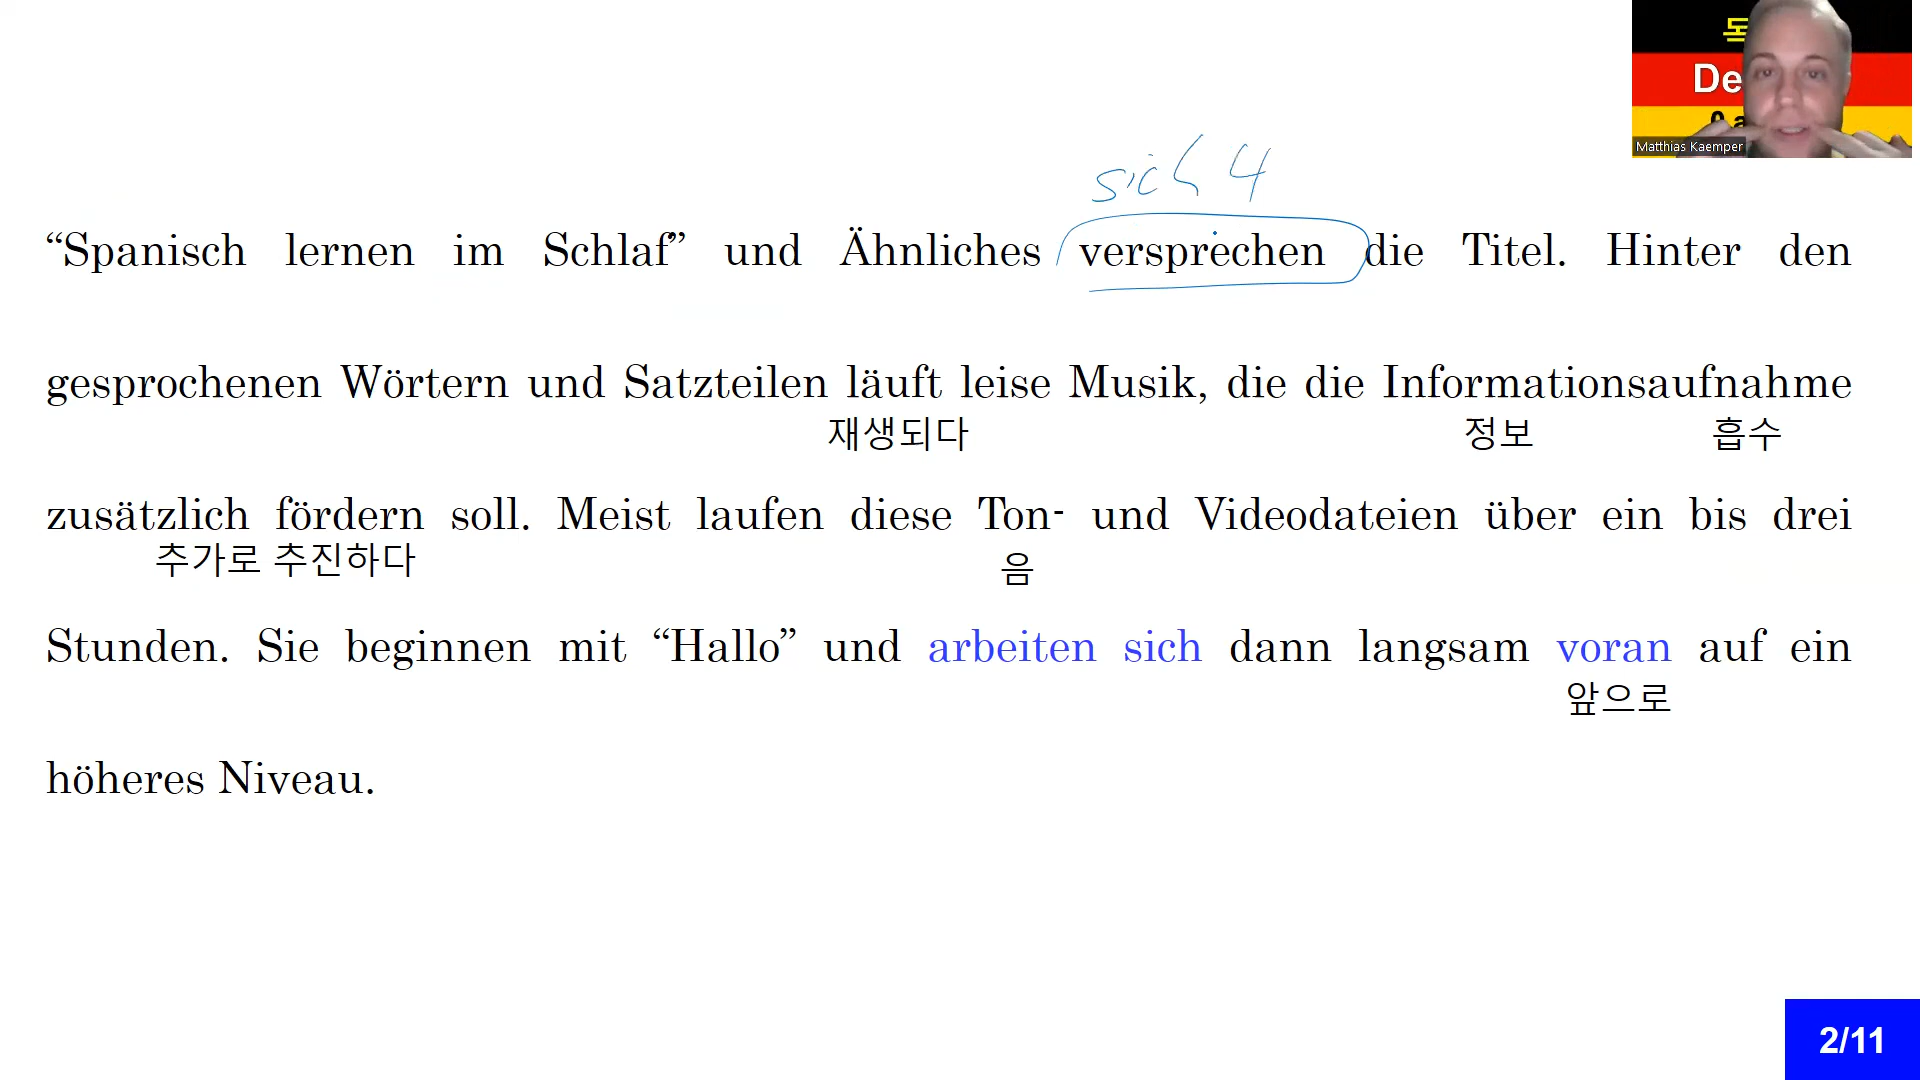 독
De
Matthias Kaemper
sich 4
“Spanisch lernen im Schlaf” und Ähnliches versprechen die Titel. Hinter den
gesprochenen Wörtern und Satzteilen läuft leise Musik, die die Informationsaufnahme
재생되다 정보 흡수
zusätzlich fördern soll. Meist laufen diese Ton- und Videodateien über ein bis drei
추가로 추진하다 음
Stunden. Sie beginnen mit “Hallo” und arbeiten sich dann langsam voran auf ein
앞으로
höheres Niveau.
2/11